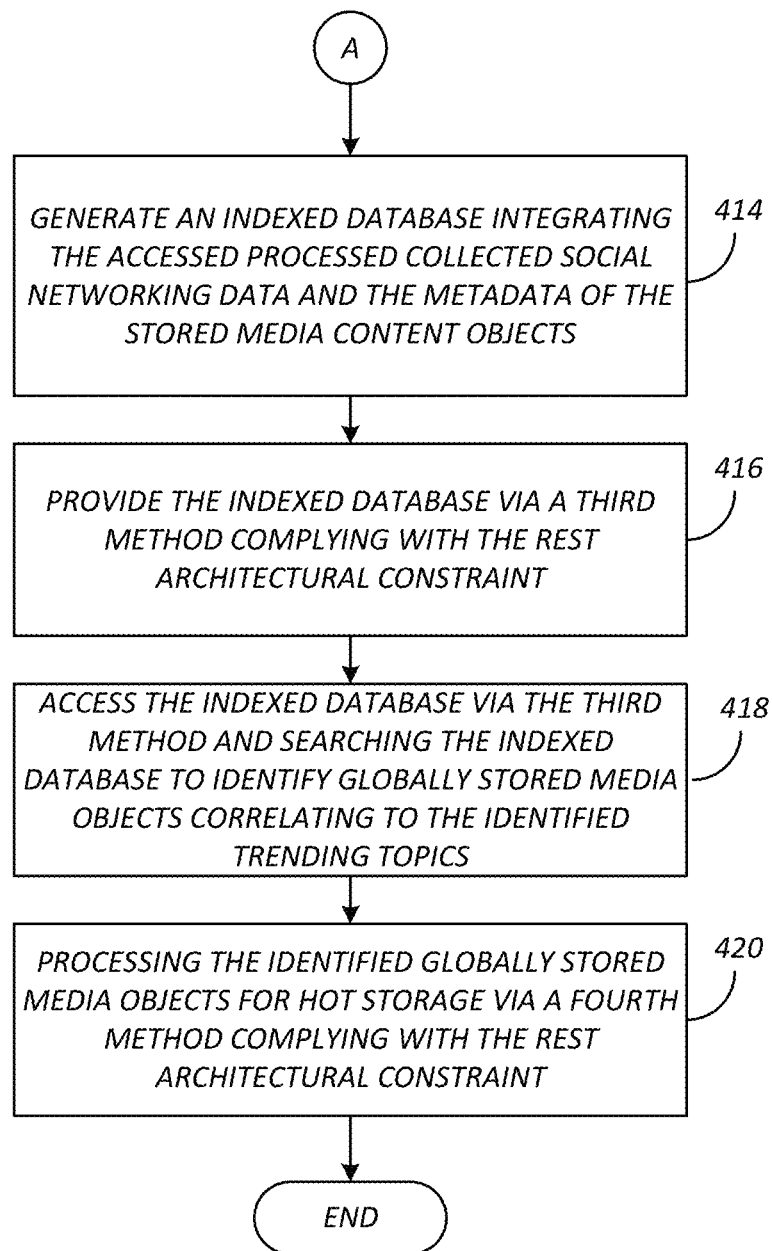 A
GENERATE AN INDEXED DATABASE INTEGRATING
THE ACCESSED PROCESSED COLLECTED SOCIAL
NETWORKING DATA AND THE METADATA OF THE
STORED MEDIA CONTENT OBJECTS
414
PROVIDE THE INDEXED DATABASE VIA A THIRD
METHOD COMPLYING WITH THE REST
ARCHITECTURAL CONSTRAINT
416
ACCESS THE INDEXED DATABASE VIA THE THIRD
METHOD AND SEARCHING THE INDEXED
DATABASE TO IDENTIFY GLOBALLY STORED MEDIA
OBJECTS CORRELATING TO THE IDENTIFIED
TRENDING TOPICS
418
PROCESSING THE IDENTIFIED GLOBALLY STORED
MEDIA OBJECTS FOR HOT STORAGE VIA A FOURTH
METHOD COMPLYING WITH THE REST
ARCHITECTURAL CONSTRAINT
420
END